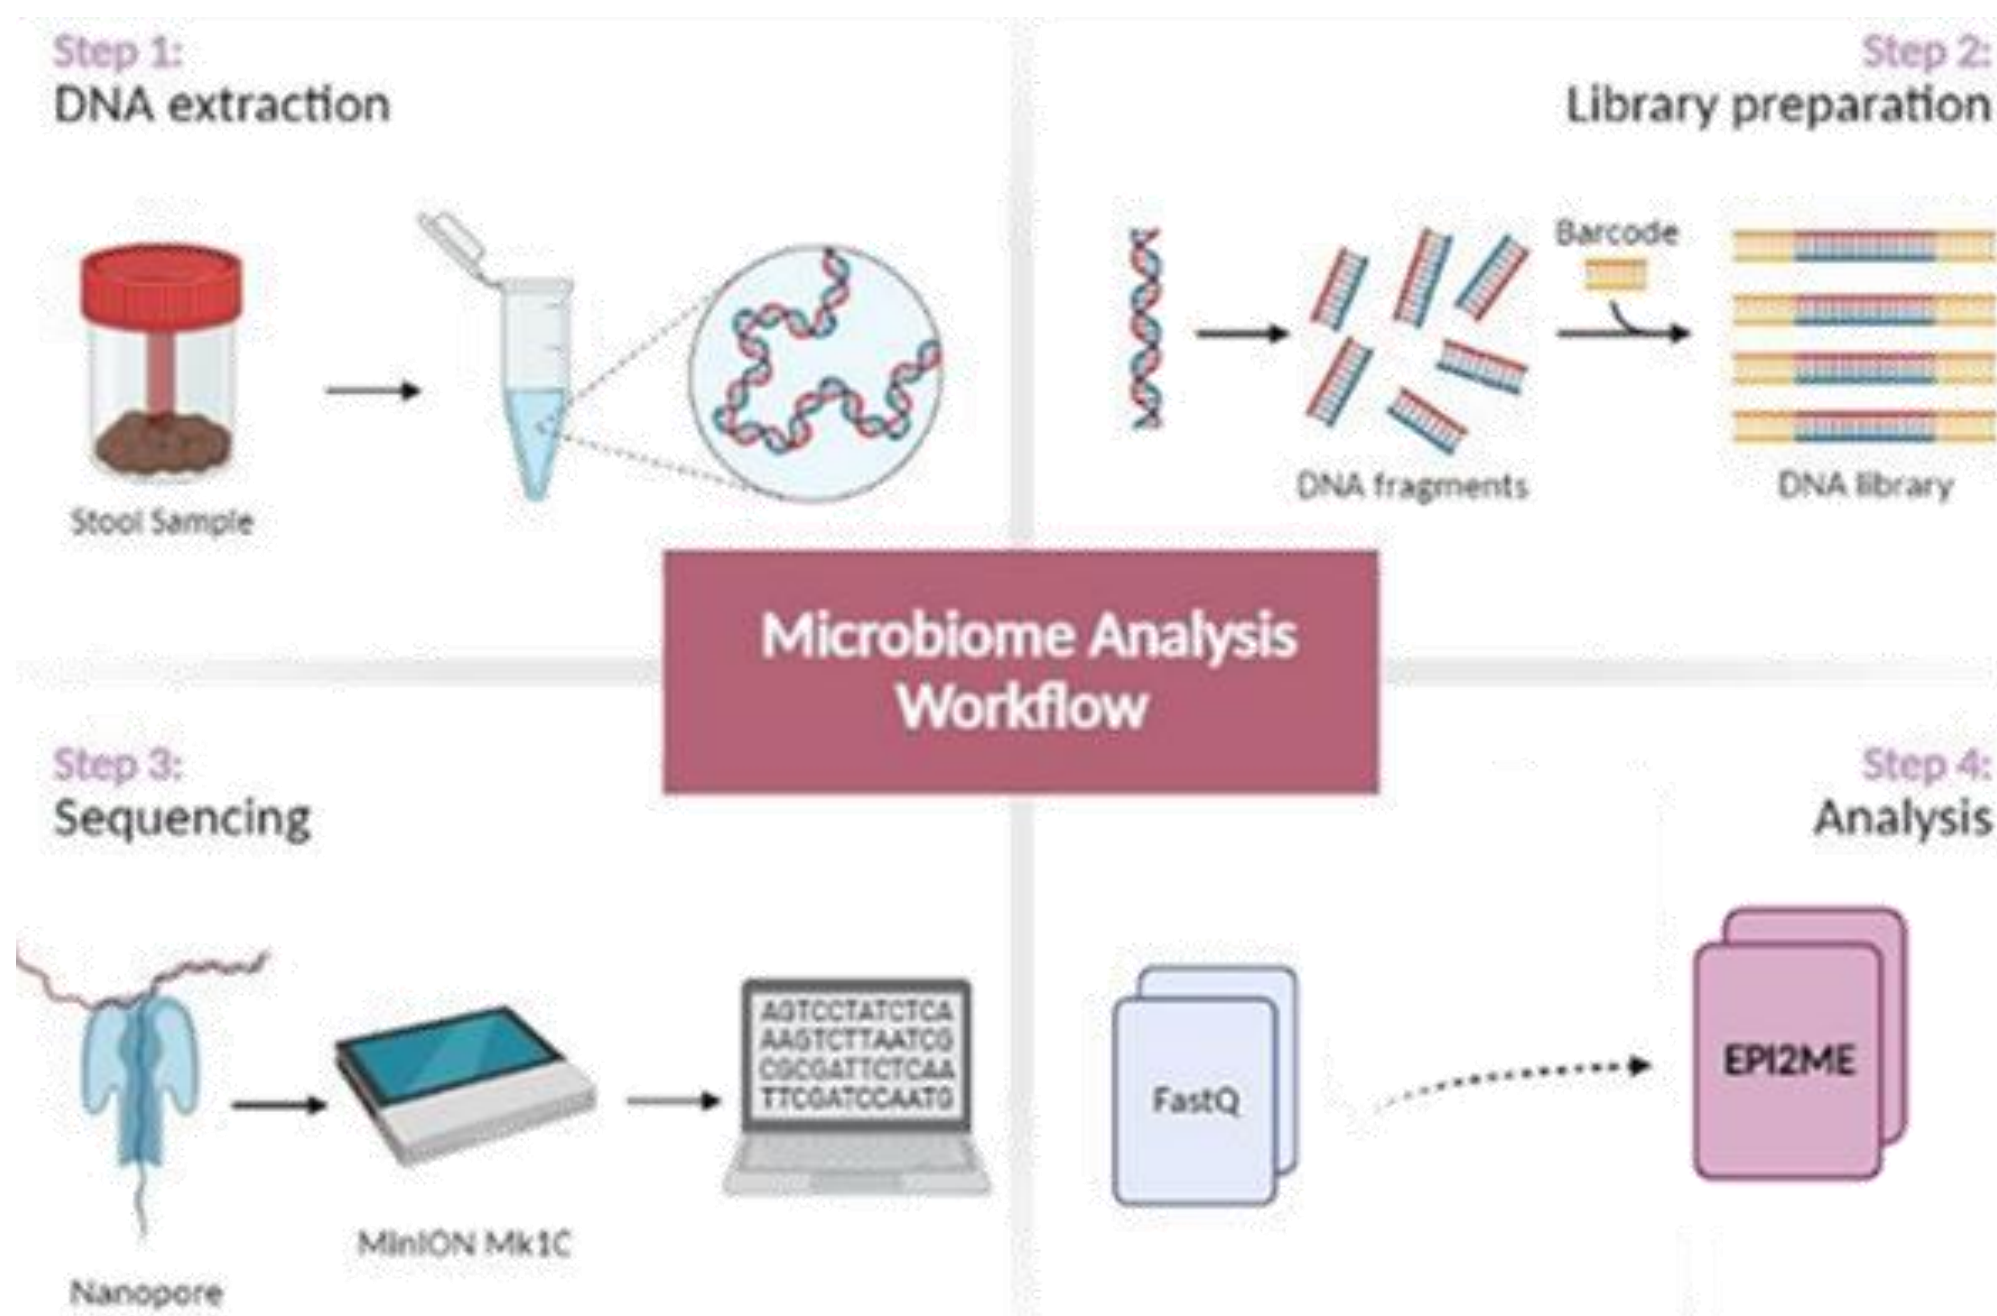 Step 1:
DNA extraction
Stool Sample
Step 2:
Library preparation
Barcode
DNA fragments
DNA library
Microbiome Analysis
Workflow
Step 3:
Sequencing
AGTCCTATCTCA
AAGTCTTAATCG
CGCGATTCTCAA
TTCGATCCAATG
MinION Mk1C
Nanopore
Step 4:
Analysis
FastQ
EPI2ME